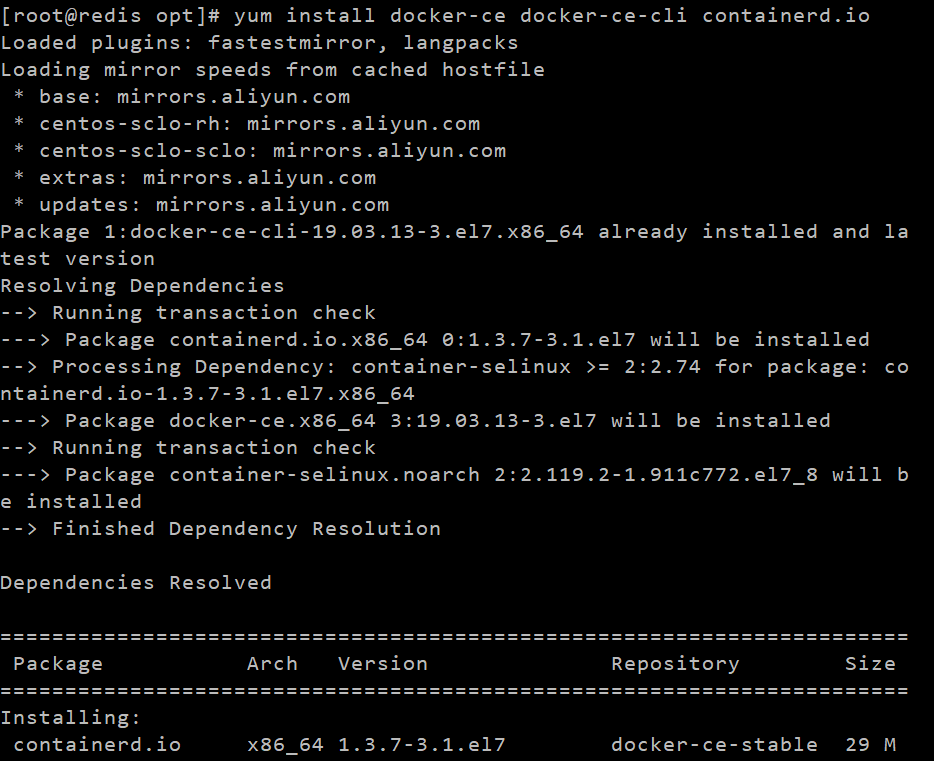 [root@redis opt]# yum install docker-ce docker-ce-cli containerd.io
Loaded plugins: fastestmirror, langpacks
Loading mirror speeds from cached hostfile
 * base: mirrors.aliyun.com
 * centos-sclo-rh: mirrors.aliyun.com
 * centos-sclo-sclo: mirrors.aliyun.com
 * extras: mirrors.aliyun.com
 * updates: mirrors.aliyun.com
Package 1:docker-ce-cli-19.03.13-3.el7.x86_64 already installed and la
test version
Resolving Dependencies
--> Running transaction check
---> Package containerd.io.x86_64 0:1.3.7-3.1.el7 will be installed
--> Processing Dependency: container-selinux >= 2:2.74 for package: co
ntainerd.io-1.3.7-3.1.el7.x86_64
---> Package docker-ce.x86_64 3:19.03.13-3.el7 will be installed
--> Running transaction check
---> Package container-selinux.noarch 2:2.119.2-1.911c772.el7_8 will b
e installed
--> Finished Dependency Resolution

Dependencies Resolved

======================================================================
 Package           Arch   Version              Repository        Size
======================================================================
Installing:
 containerd.io     x86_64 1.3.7-3.1.el7        docker-ce-stable  29 M